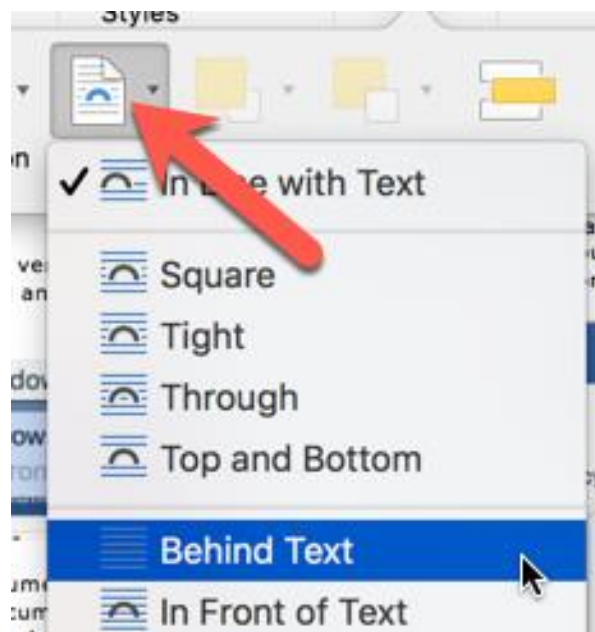 Styles
In Line with Text
Square
Tight
Through
Top and Bottom
Behind Text
In Front of Text